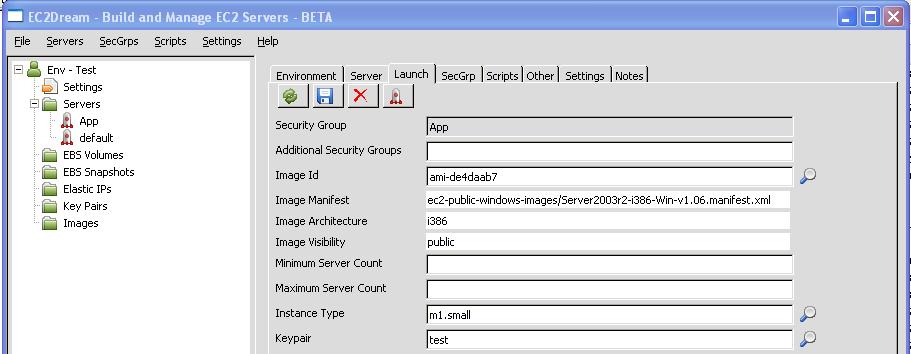 EC2Dream - Build and Manage EC2 Servers - BETA
File Servers SecGrps Scripts Settings Help
Env - Test
Settings
Servers
App
default
EBS Volumes
EBS Snapshots
Elastic IPs
Key Pairs
Images
Environment Server Launch SecGrp Scripts Other Settings Notes
Security Group App
Additional Security Groups
Image Id ami-de4daab7
Image Manifest ec2-public-windows-images/Server2003r2-i386-Win-v1.06.manifest.xml
Image Architecture i386
Image Visibility public
Minimum Server Count
Maximum Server Count
Instance Type m1.small
Keypair test